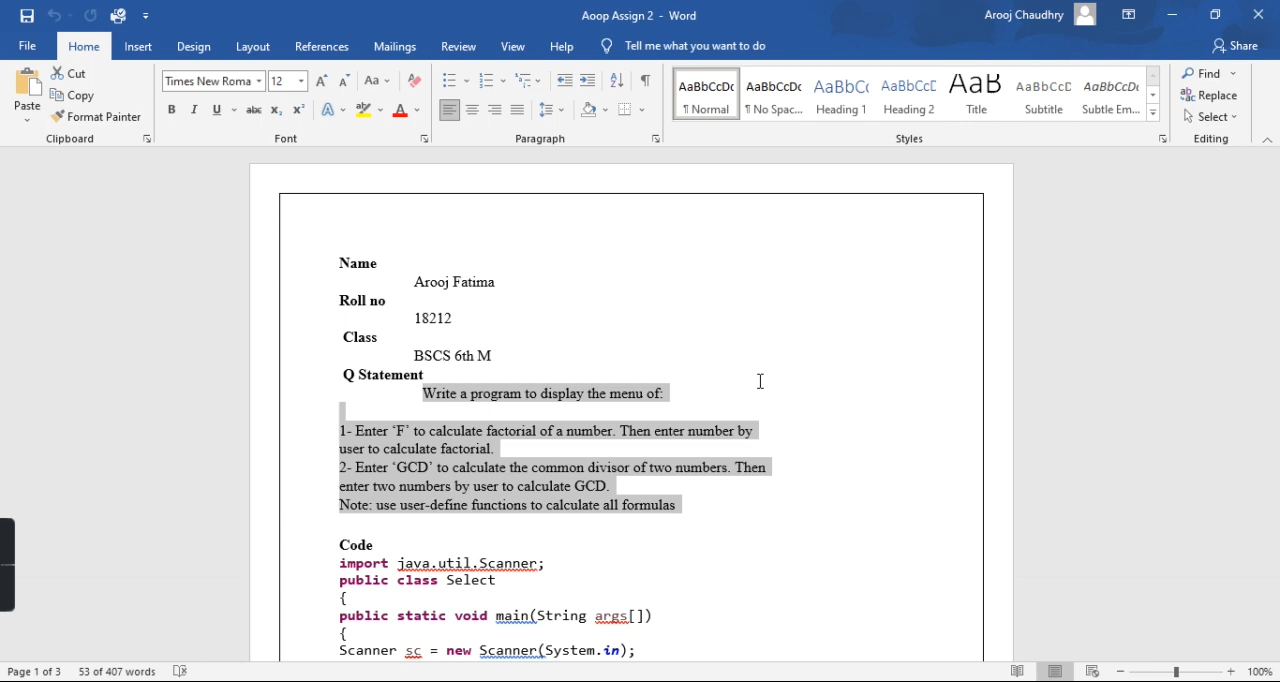 Aoop Assign 2 - Word
Arooj Chaudhry
File Home Insert Design Layout References Mailings Review View Help Tell me what you want to do
Share
Paste
Cut
Copy
Format Painter
Clipboard
Times New Roma 12
Aa
B I U abc x₂ x² A A
Font
Paragraph
AaBbCcDc AaBbCcDc AaBbCc AaBbCcD AaB AaBbCcD AaBbCcDc
¶ Normal ¶ No Spac... Heading 1 Heading 2 Title Subtitle Subtle Em...
Styles
Find
Replace
Select
Editing
Name
Arooj Fatima
Roll no
18212
Class
BSCS 6th M
Q Statement
Write a program to display the menu of:
1- Enter ‘F’ to calculate factorial of a number. Then enter number by
user to calculate factorial.
2- Enter ‘GCD’ to calculate the common divisor of two numbers. Then
enter two numbers by user to calculate GCD.
Note: use user-define functions to calculate all formulas
Code
import java.util.Scanner;
public class Select
{
public static void main(String args[])
{
Scanner sc = new Scanner(System.in);
Page 1 of 3 53 of 407 words
100%